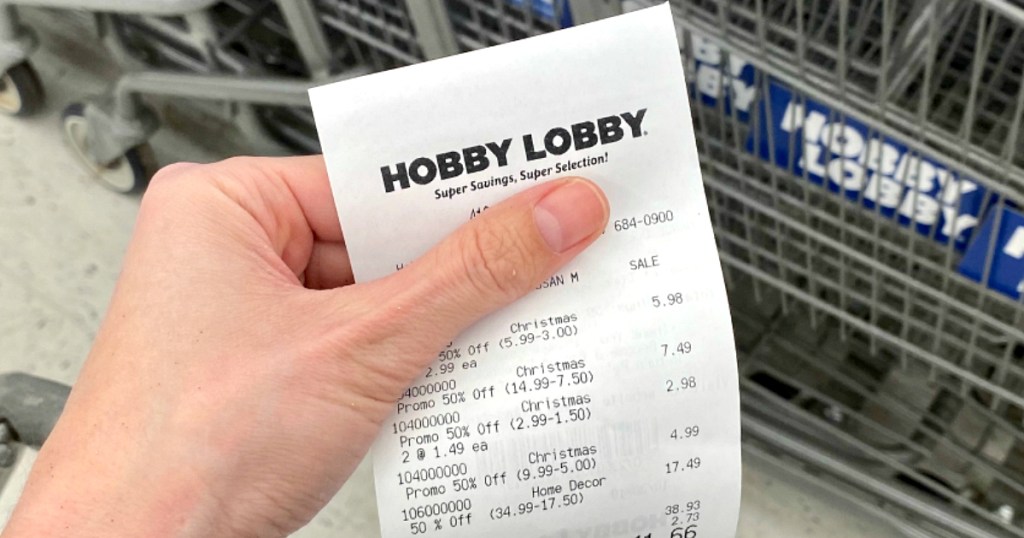 HOBBY LOBBY.
Super Savings, Super Selection!
684-0900
M SALE
Christmas 5.98
50% Off (5.99-3.00)
2.99 ea
04000000 Christmas 7.49
Promo 50% Off (14.99-7.50)
104000000 Christmas 2.98
Promo 50% Off (2.99-1.50)
2 @ 1.49 ea
104000000 Christmas 4.99
Promo 50% Off (9.99-5.00)
106000000 Home Decor 17.49
50 % Off (34.99-17.50)
38.93
2.73
66
HOBBY
LOBBY